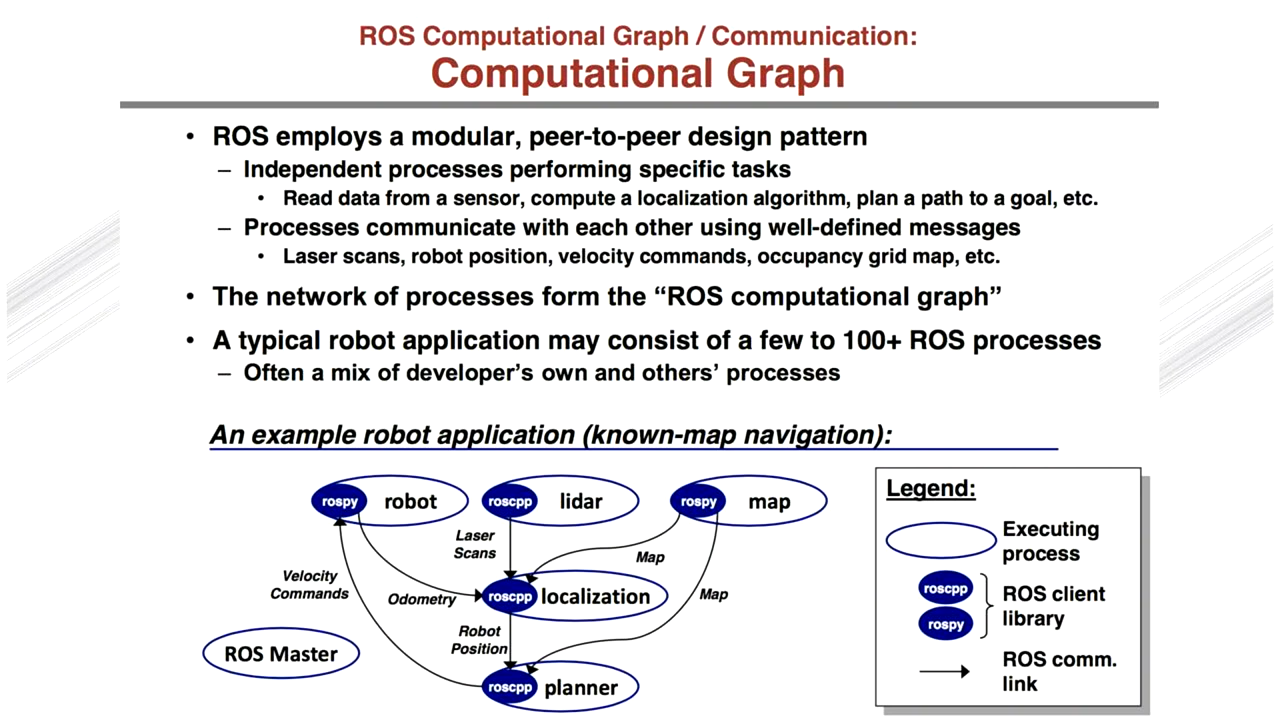 ROS Computational Graph / Communication:
Computational Graph
• ROS employs a modular, peer-to-peer design pattern
– Independent processes performing specific tasks
• Read data from a sensor, compute a localization algorithm, plan a path to a goal, etc.
– Processes communicate with each other using well-defined messages
• Laser scans, robot position, velocity commands, occupancy grid map, etc.
• The network of processes form the “ROS computational graph”
• A typical robot application may consist of a few to 100+ ROS processes
– Often a mix of developer’s own and others’ processes
An example robot application (known-map navigation):
rospy robot
roscpp lidar
rospy map
Laser
Scans
Map
Velocity
Commands
Odometry
roscpp localization
Map
Robot
Position
ROS Master
roscpp planner
Legend:
Executing
process
roscpp
rospy
ROS client
library
ROS comm.
link